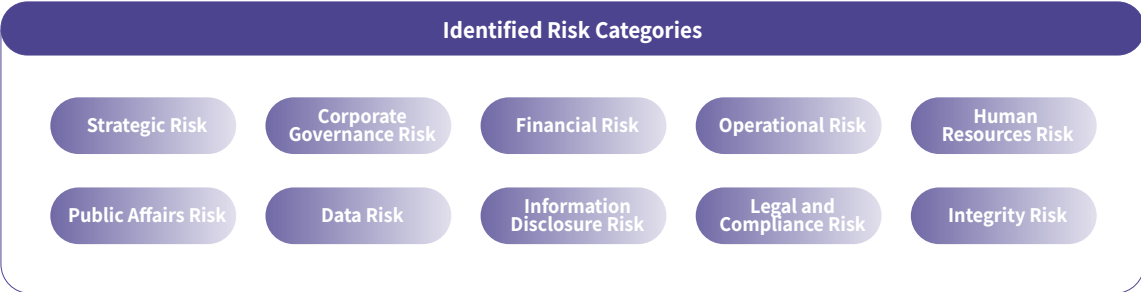 Identified Risk Categories
Strategic Risk
Corporate
Governance Risk
Financial Risk
Operational Risk
Human
Resources Risk
Public Affairs Risk
Data Risk
Information
Disclosure Risk
Legal and
Compliance Risk
Integrity Risk